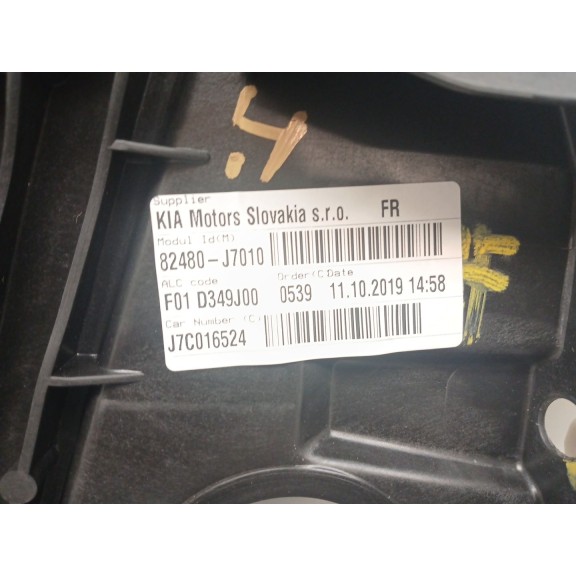 .4
Supplier
KIA Motors Slovakia s.r.o. FR
Modul Id(M)
82480-J7010
ALC code Order(C Date
F01 D349J00 0539 11.10.2019 14:58
Car Number (C)
J7C016524